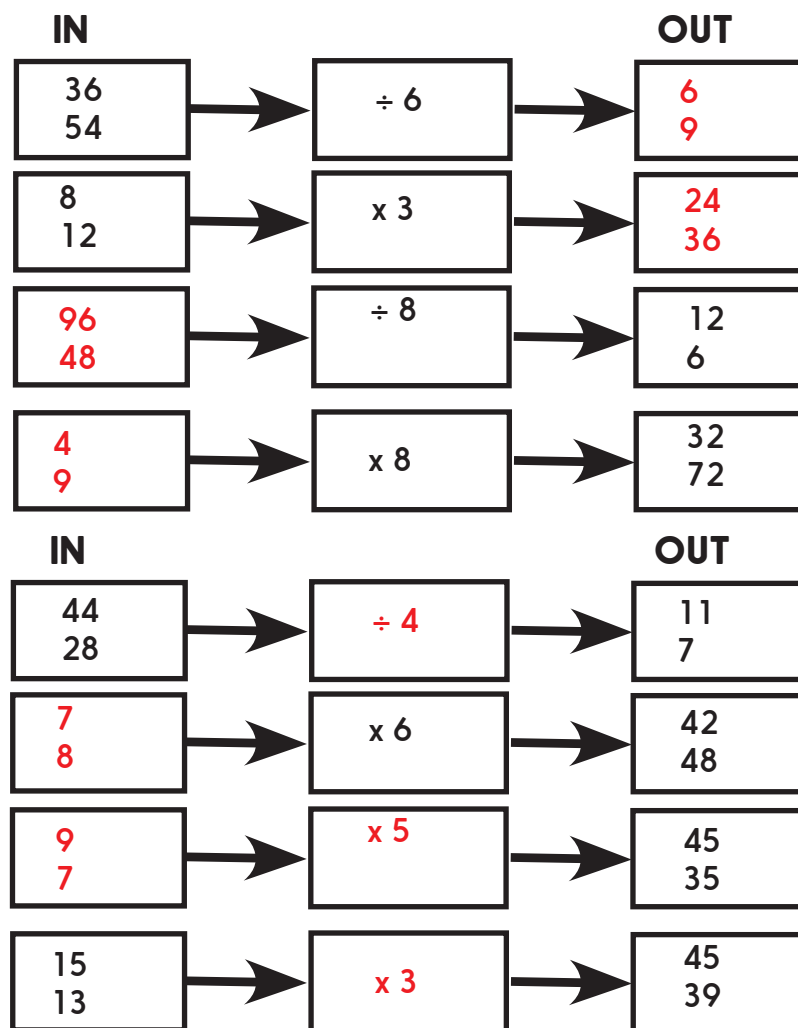 IN OUT
36 ÷ 6 6
54 9
8 x 3 24
12 36
96 ÷ 8 12
48 6
4 x 8 32
9 72
IN OUT
44 ÷ 4 11
28 7
7 x 6 42
8 48
9 x 5 45
7 35
15 x 3 45
13 39